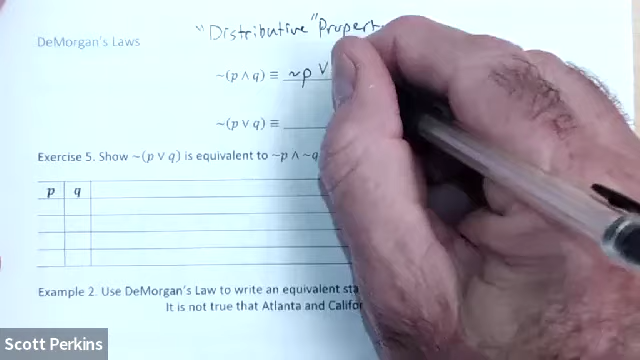 "Distributive" Propert
DeMorgan's Laws
~(p ∧ q) ≡ ~p ∨
~(p ∨ q) ≡
Exercise 5. Show ~(p ∨ q) is equivalent to ~p ∧ ~q
p q
Example 2. Use DeMorgan's Law to write an equivalent sta
It is not true that Atlanta and Califor
Scott Perkins